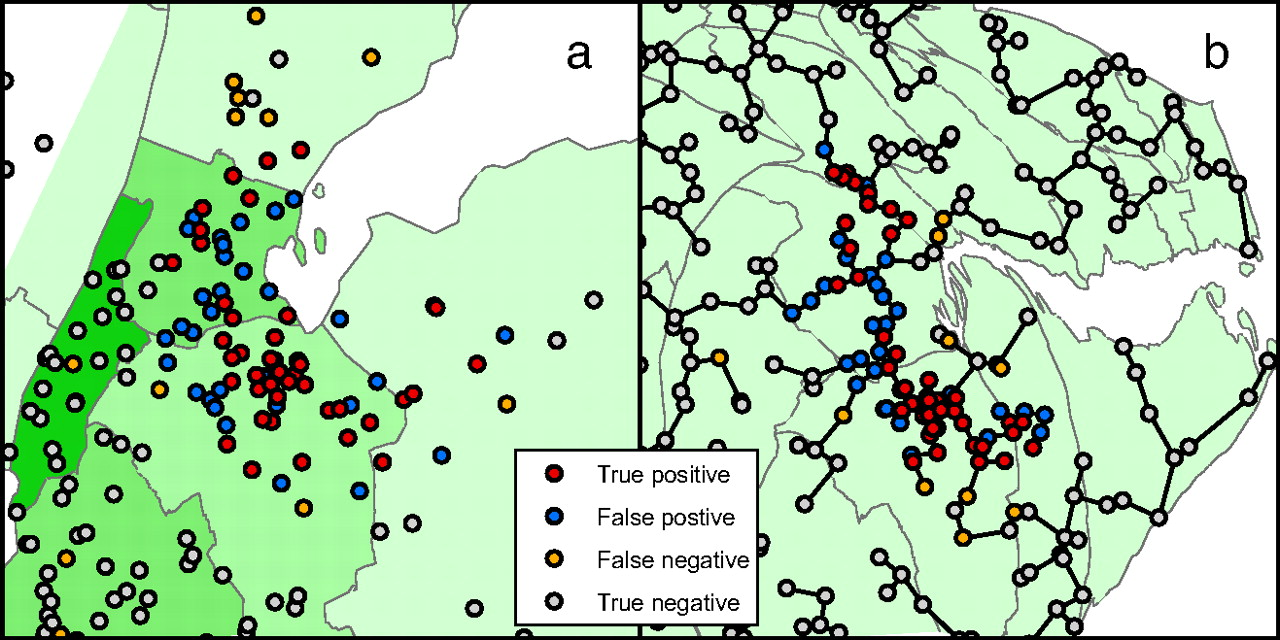 a
b
True positive
False postive
False negative
True negative